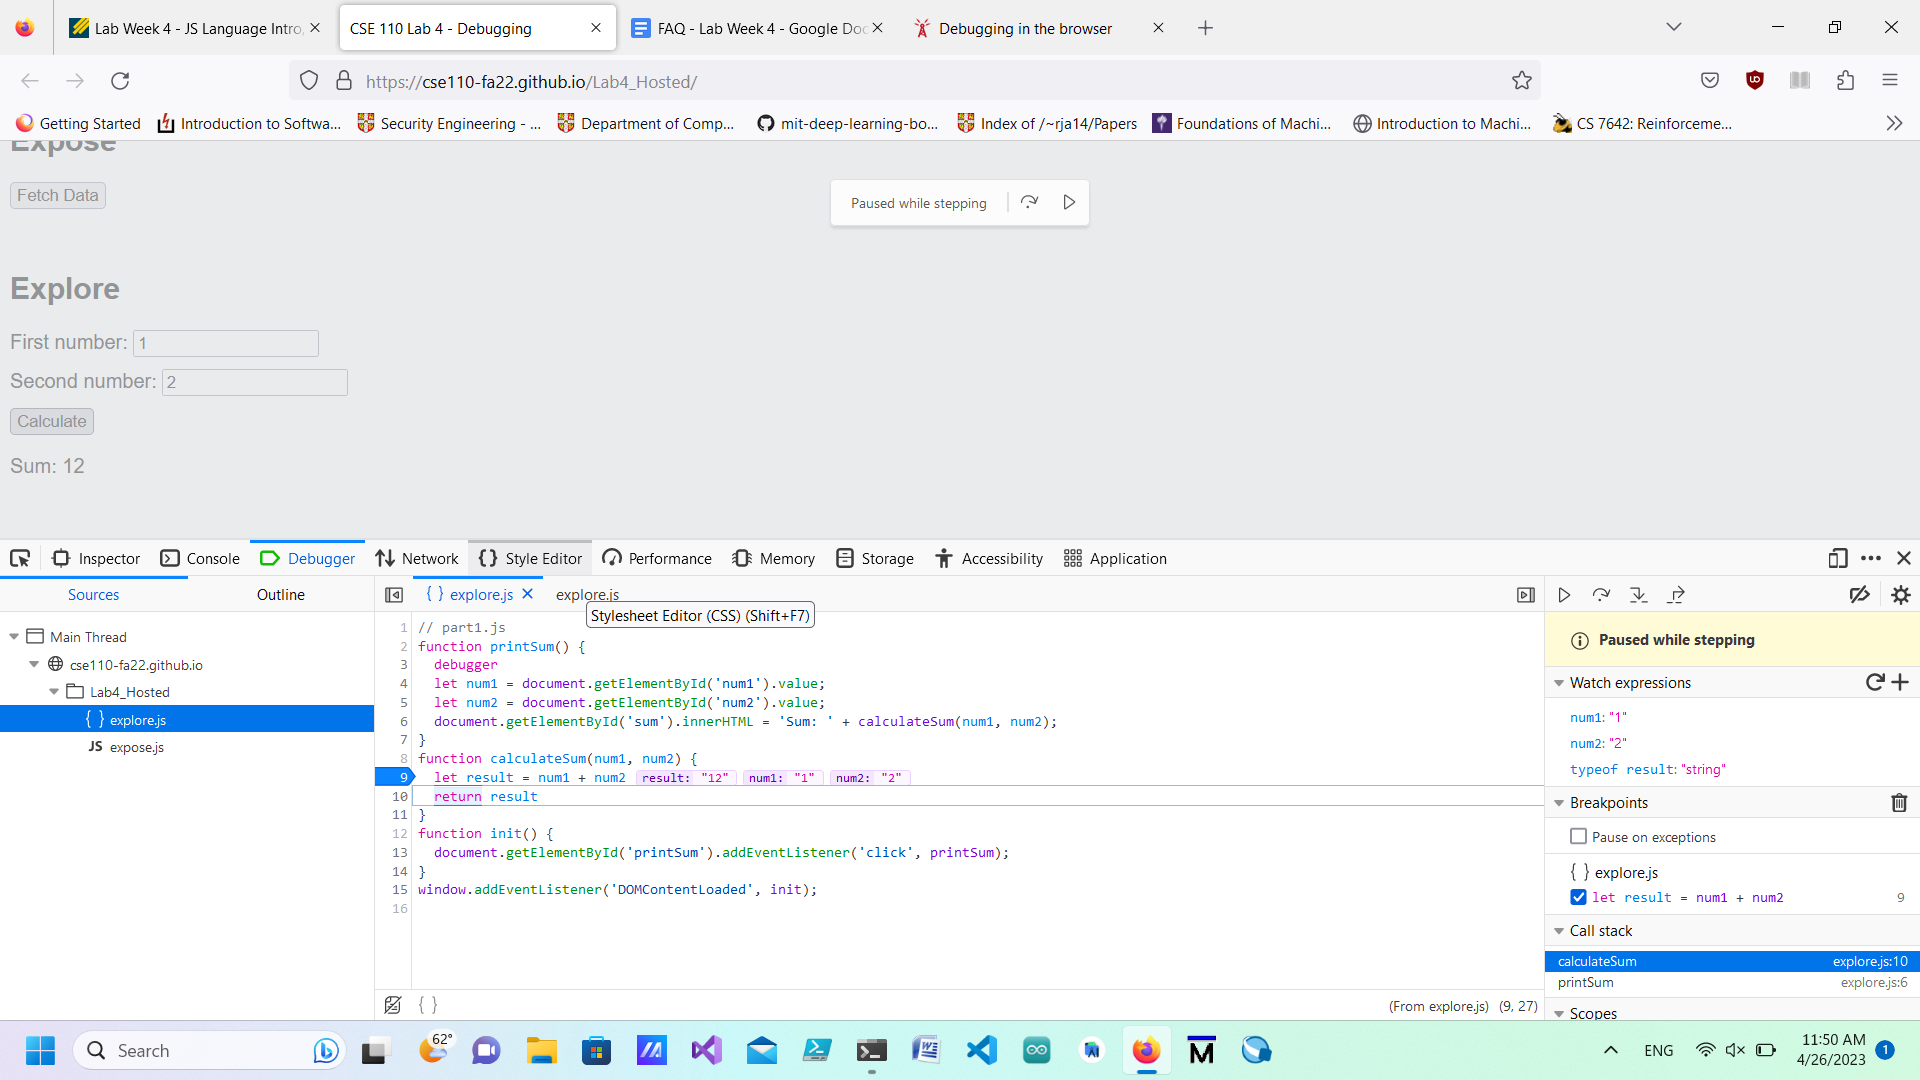 Lab Week 4 - JS Language Intro,
CSE 110 Lab 4 - Debugging
FAQ - Lab Week 4 - Google Doc
Debugging in the browser
https://cse110-fa22.github.io/Lab4_Hosted/
Getting Started
Introduction to Softwa...
Security Engineering - ...
Department of Comp...
mit-deep-learning-bo...
Index of /~rja14/Papers
Foundations of Machi...
Introduction to Machi...
CS 7642: Reinforceme...
Expose
Fetch Data
Paused while stepping
Explore
First number: 1
Second number: 2
Calculate
Sum: 12
Inspector
Console
Debugger
Network
Style Editor
Performance
Memory
Storage
Accessibility
Application
Sources
Outline
explore.js
explore.js
Stylesheet Editor (CSS) (Shift+F7)
Main Thread
cse110-fa22.github.io
Lab4_Hosted
{ } explore.js
JS expose.js
1 // part1.js
2 function printSum() {
3 debugger
4 let num1 = document.getElementById('num1').value;
5 let num2 = document.getElementById('num2').value;
6 document.getElementById('sum').innerHTML = 'Sum: ' + calculateSum(num1, num2);
7 }
8 function calculateSum(num1, num2) {
9 let result = num1 + num2 result: "12" num1: "1" num2: "2"
10 return result
11 }
12 function init() {
13 document.getElementById('printSum').addEventListener('click', printSum);
14 }
15 window.addEventListener('DOMContentLoaded', init);
16
{ }
(From explore.js) (9, 27)
Paused while stepping
Watch expressions
num1: "1"
num2: "2"
typeof result: "string"
Breakpoints
Pause on exceptions
{ } explore.js
let result = num1 + num2 9
Call stack
calculateSum explore.js:10
printSum explore.js:6
Scopes
Search
62°
ENG
11:50 AM
4/26/2023
1